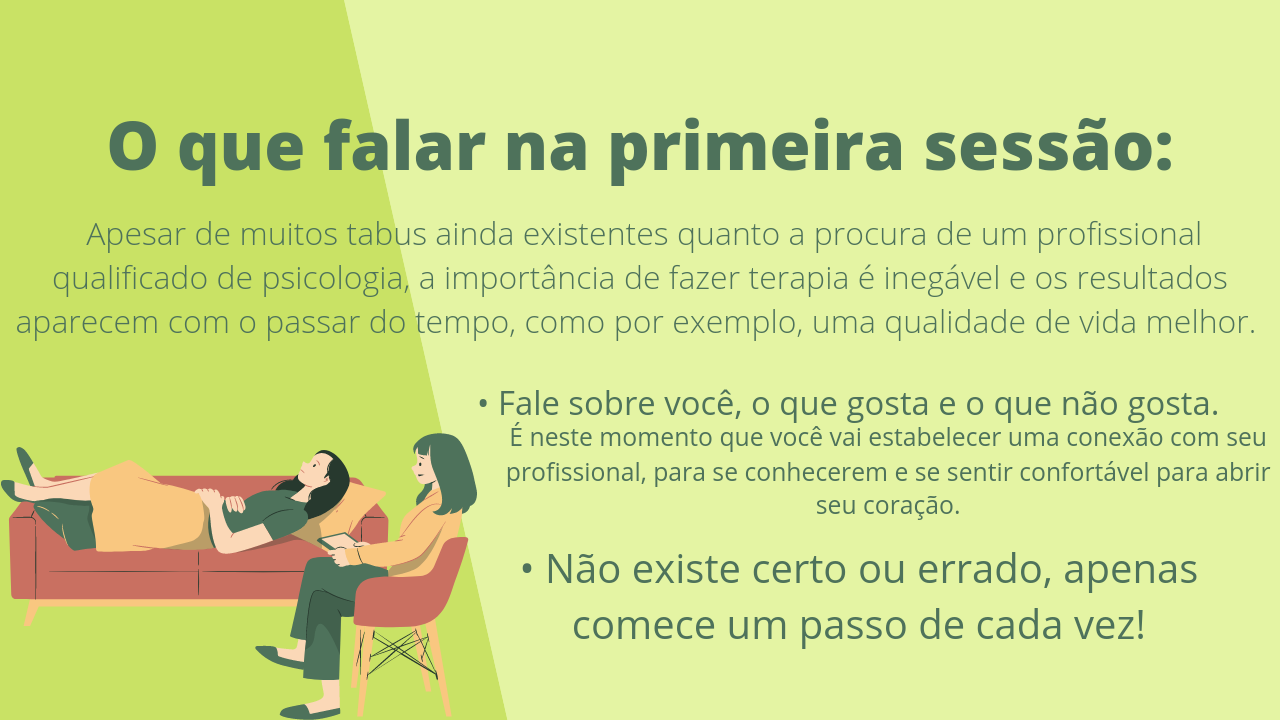 O que falar na primeira sessão:
Apesar de muitos tabus ainda existentes quanto a procura de um profissional
qualificado de psicologia, a importância de fazer terapia é inegável e os resultados
aparecem com o passar do tempo, como por exemplo, uma qualidade de vida melhor.
• Fale sobre você, o que gosta e o que não gosta.
É neste momento que você vai estabelecer uma conexão com seu
profissional, para se conhecerem e se sentir confortável para abrir
seu coração.
• Não existe certo ou errado, apenas
comece um passo de cada vez!